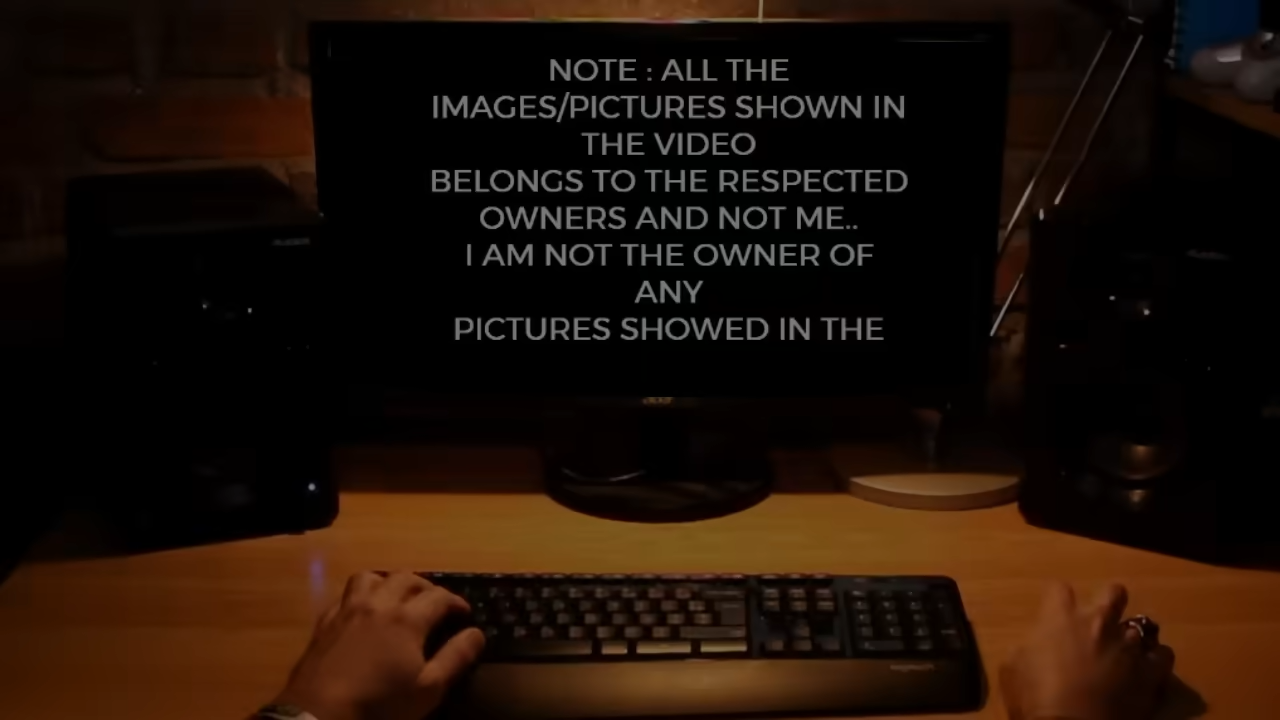 NOTE : ALL THE
IMAGES/PICTURES SHOWN IN
THE VIDEO
BELONGS TO THE RESPECTED
OWNERS AND NOT ME..
I AM NOT THE OWNER OF
ANY
PICTURES SHOWED IN THE